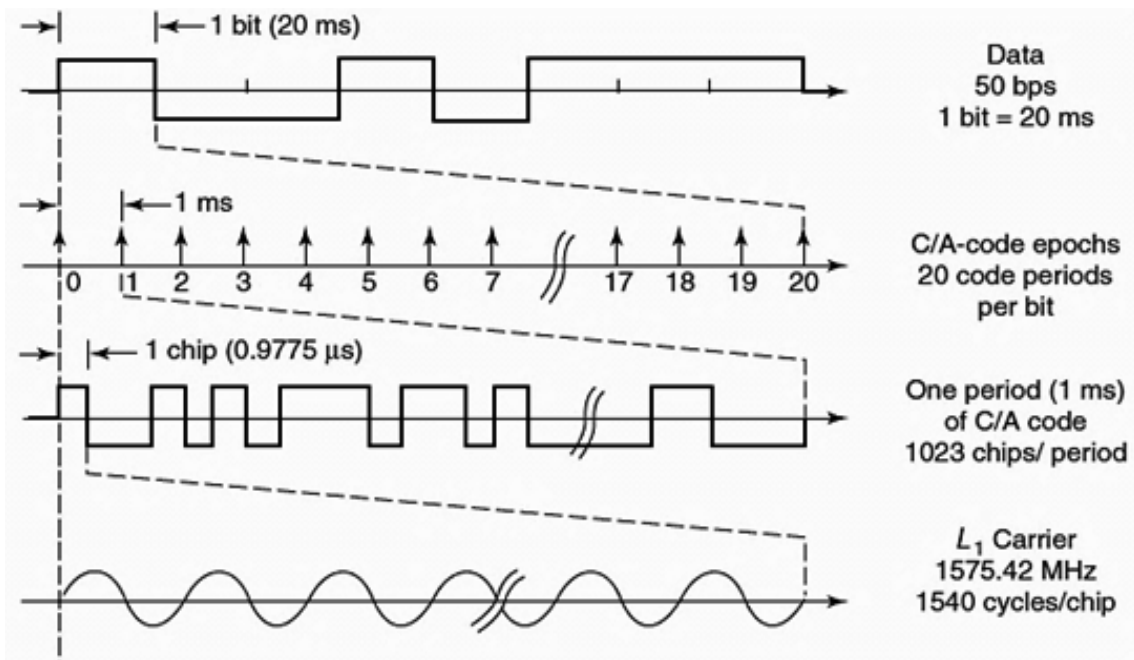 1 bit (20 ms)
Data
50 bps
1 bit = 20 ms
1 ms
0 1 2 3 4 5 6 7 17 18 19 20
C/A-code epochs
20 code periods
per bit
1 chip (0.9775 μs)
One period (1 ms)
of C/A code
1023 chips/ period
L1 Carrier
1575.42 MHz
1540 cycles/chip